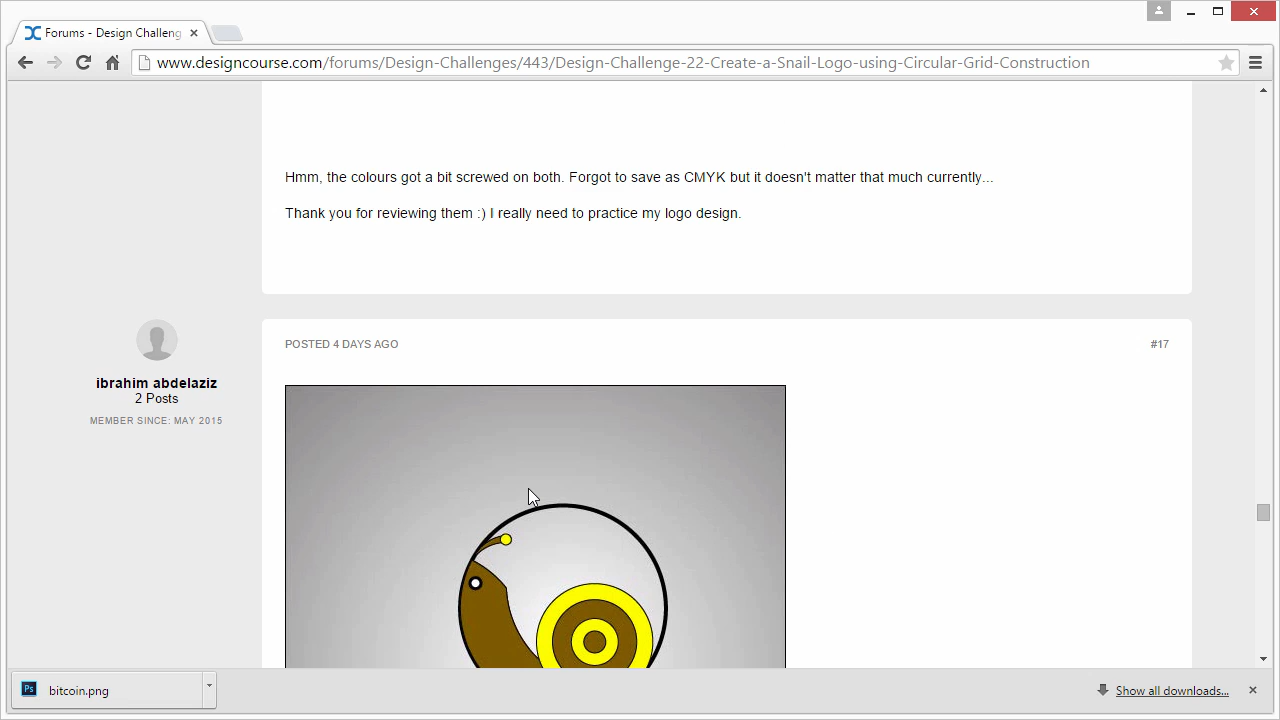 Forums - Design Challeng
www.designcourse.com/forums/Design-Challenges/443/Design-Challenge-22-Create-a-Snail-Logo-using-Circular-Grid-Construction
Hmm, the colours got a bit screwed on both. Forgot to save as CMYK but it doesn't matter that much currently...
Thank you for reviewing them :) I really need to practice my logo design.
ibrahim abdelaziz
2 Posts
MEMBER SINCE: MAY 2015
POSTED 4 DAYS AGO
#17
Ps
bitcoin.png
Show all downloads...